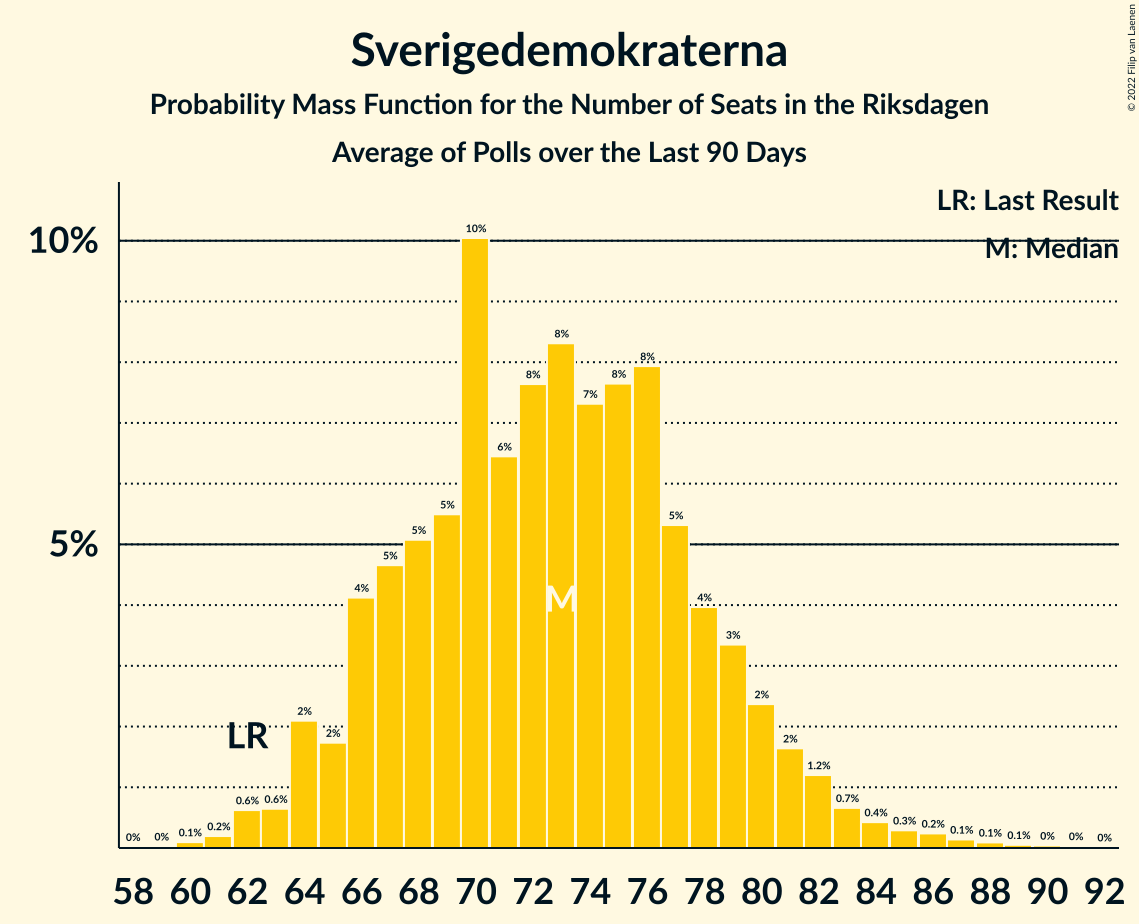 Sverigedemokraterna
Probability Mass Function for the Number of Seats in the Riksdagen
Average of Polls over the Last 90 Days
© 2022 Filip van Laenen
LR: Last Result
M: Median
10%
5%
0% 0% 0.1% 0.2% 0.6% 0.6% 2% 2% 4% 5% 5% 5% 10% 6% 8% 8% 7% 8% 8% 5% 4% 3% 2% 2% 1.2% 0.7% 0.4% 0.3% 0.2% 0.1% 0.1% 0.1% 0% 0% 0%
LR
M
58 60 62 64 66 68 70 72 74 76 78 80 82 84 86 88 90 92